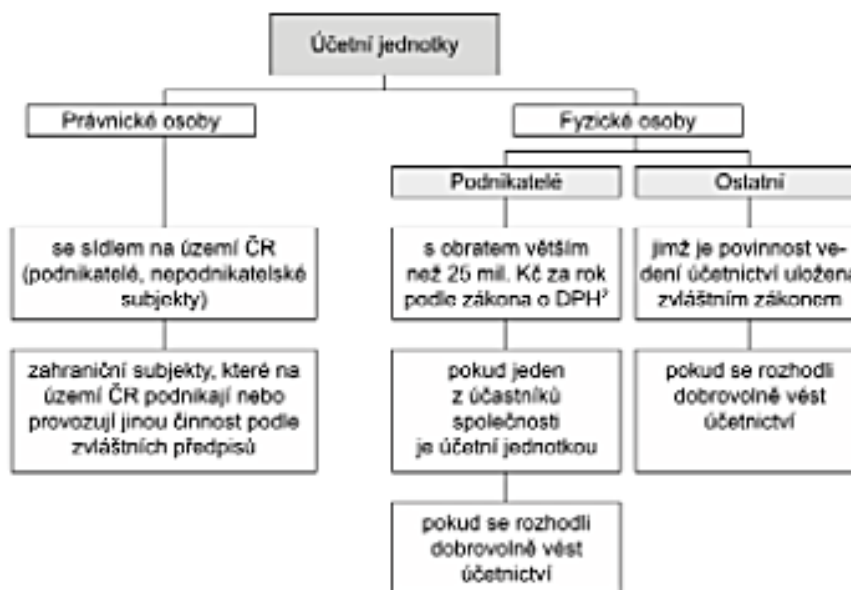 Účetní jednotky
Právnické osoby
Fyzické osoby
Podnikatelé
Ostatní
se sídlem na území ČR
(podnikatelé, nepodnikatelské
subjekty)
s obratem větším
než 25 mil. Kč za rok
podle zákona o DPH
jimž je povinnost ve-
dení účetnictví uložena
zvláštním zákonem
zahraniční subjekty, které na
území ČR podnikají nebo
provozují jinou činnost podle
zvláštních předpisů
pokud jeden
z účastníků
společnosti
je účetní jednotkou
pokud se rozhodli
dobrovolně vést
účetnictví
pokud se rozhodli
dobrovolně vést
účetnictví